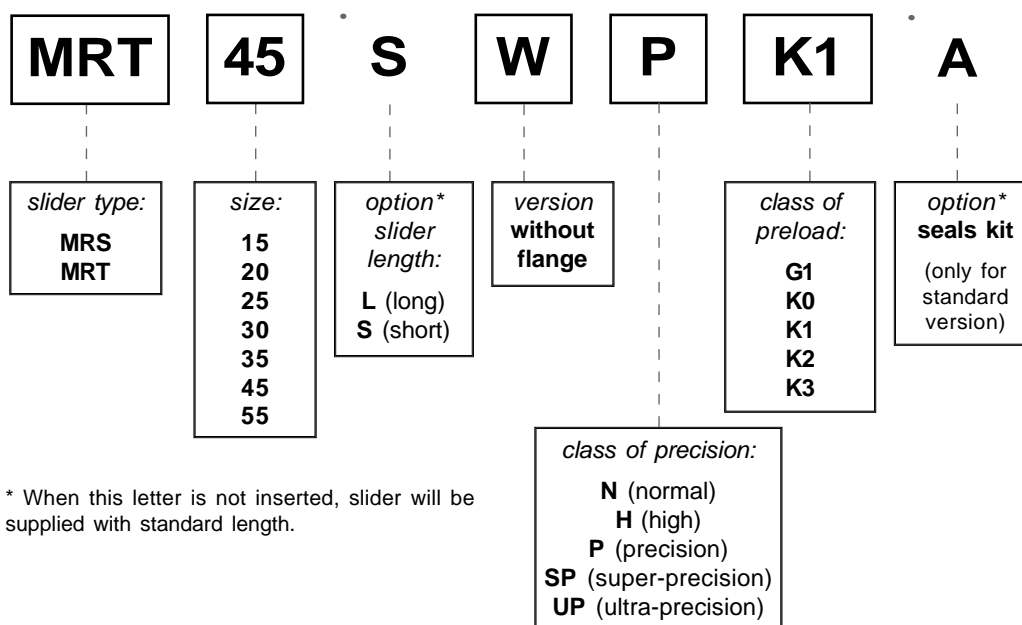 MRT 45 S W P K1 A
slider type:
MRS
MRT
size:
15
20
25
30
35
45
55
option*
slider
length:
L (long)
S (short)
version
without
flange
class of
preload:
G1
K0
K1
K2
K3
option*
seals kit
(only for
standard
version)
class of precision:
N (normal)
H (high)
P (precision)
SP (super-precision)
UP (ultra-precision)
* When this letter is not inserted, slider will be
supplied with standard length.